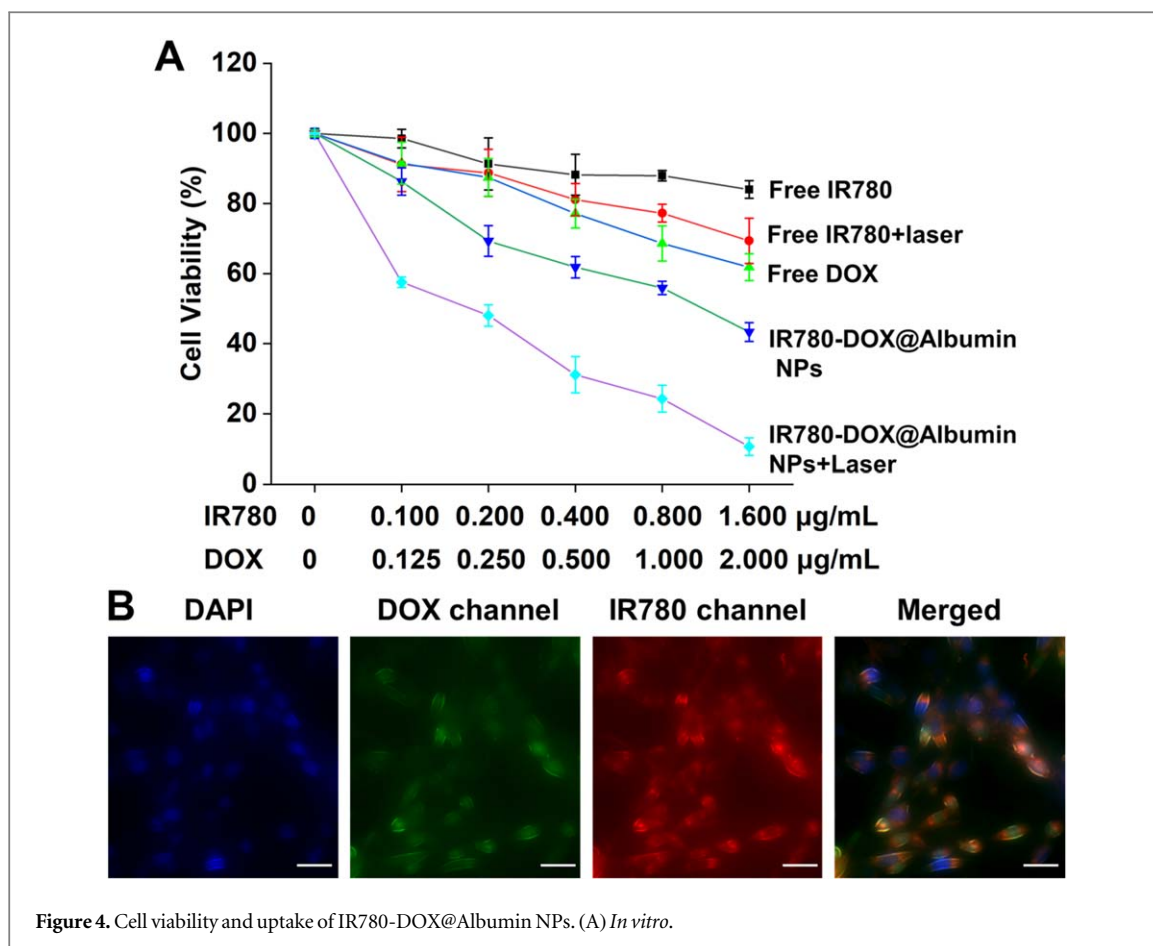 A
120
100
80
60
40
20
0
Cell Viability (%)
Free IR780
Free IR780+laser
Free DOX
IR780-DOX@Albumin
NPs
IR780-DOX@Albumin
NPs+Laser
IR780 0 0.100 0.200 0.400 0.800 1.600 µg/mL
DOX 0 0.125 0.250 0.500 1.000 2.000 µg/mL
B DAPI DOX channel IR780 channel Merged
Figure 4. Cell viability and uptake of IR780-DOX@Albumin NPs. (A) In vitro.